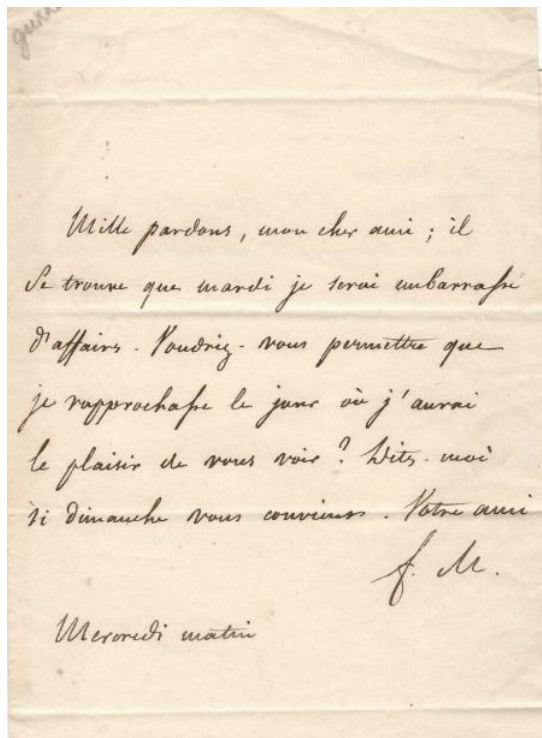 Mille pardons, mon cher ami ; il
se trouve que mardi je serai embarrassé
d'affaires. Voudriez-vous permettre que
je rapprochasse le jour où j'aurai
le plaisir de vous voir ? Dites-moi
si dimanche vous convient. Votre ami
f. M.
Mercredi matin